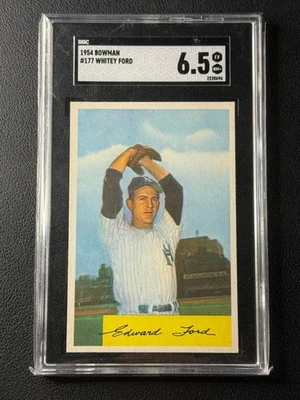 SGC
1954 BOWMAN
#177 WHITEY FORD
6.5
EX
NM+
Edward Ford